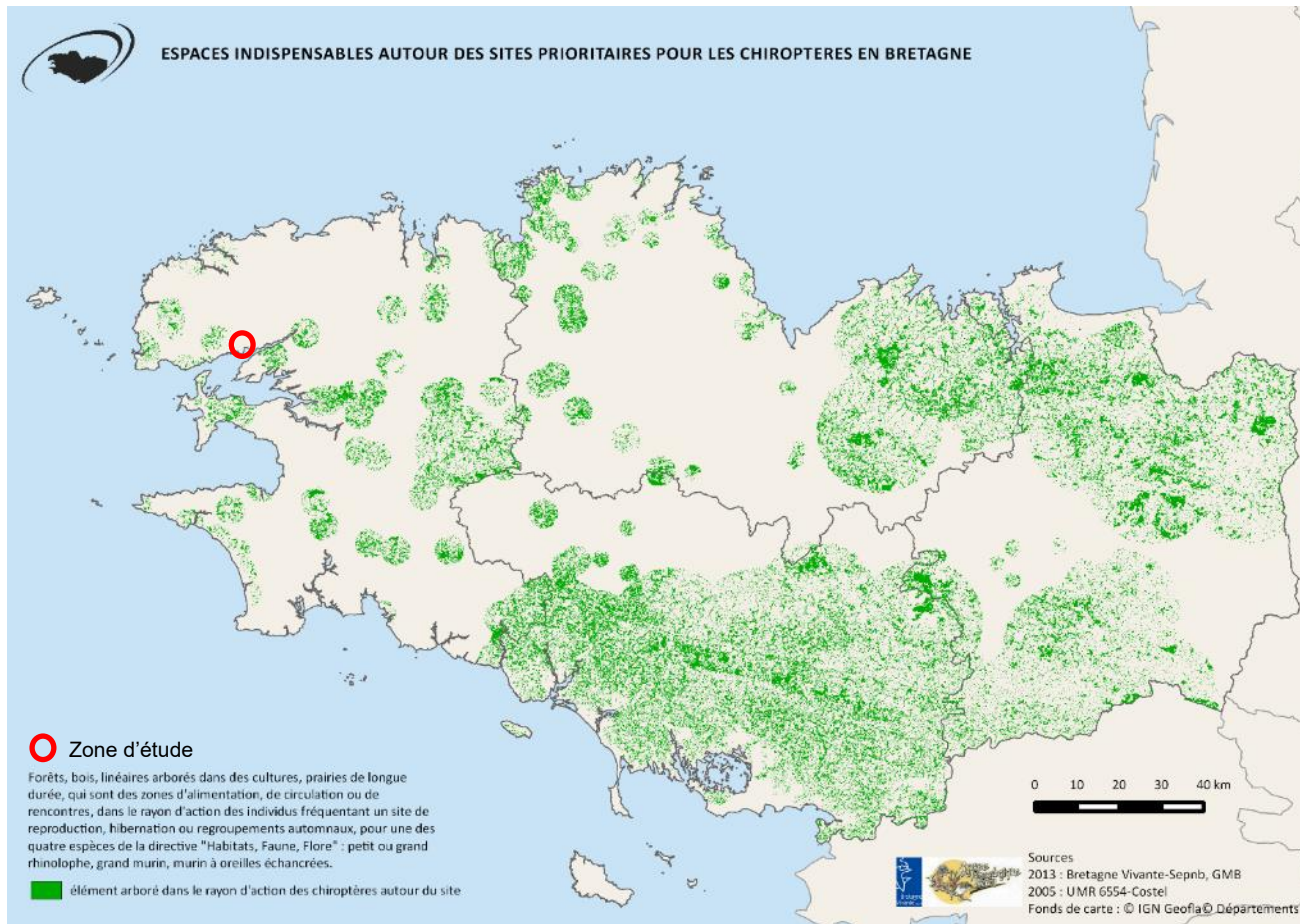 ESPACES INDISPENSABLES AUTOUR DES SITES PRIORITAIRES POUR LES CHIROPTERES EN BRETAGNE
Zone d'étude
Forêts, bois, linéaires arborés dans des cultures, prairies de longue
durée, qui sont des zones d'alimentation, de circulation ou de
rencontres, dans le rayon d'action des individus fréquentant un site de
reproduction, hibernation ou regroupements automnaux, pour une des
quatre espèces de la directive "Habitats, Faune, Flore" : petit ou grand
rhinolophe, grand murin, murin à oreilles échancrées.
élément arboré dans le rayon d'action des chiroptères autour du site
0 10 20 30 40 km
Sources
2013 : Bretagne Vivante-Sepnb, GMB
2005 : UMR 6554-Costel
Fonds de carte : © IGN Geofla© Départements